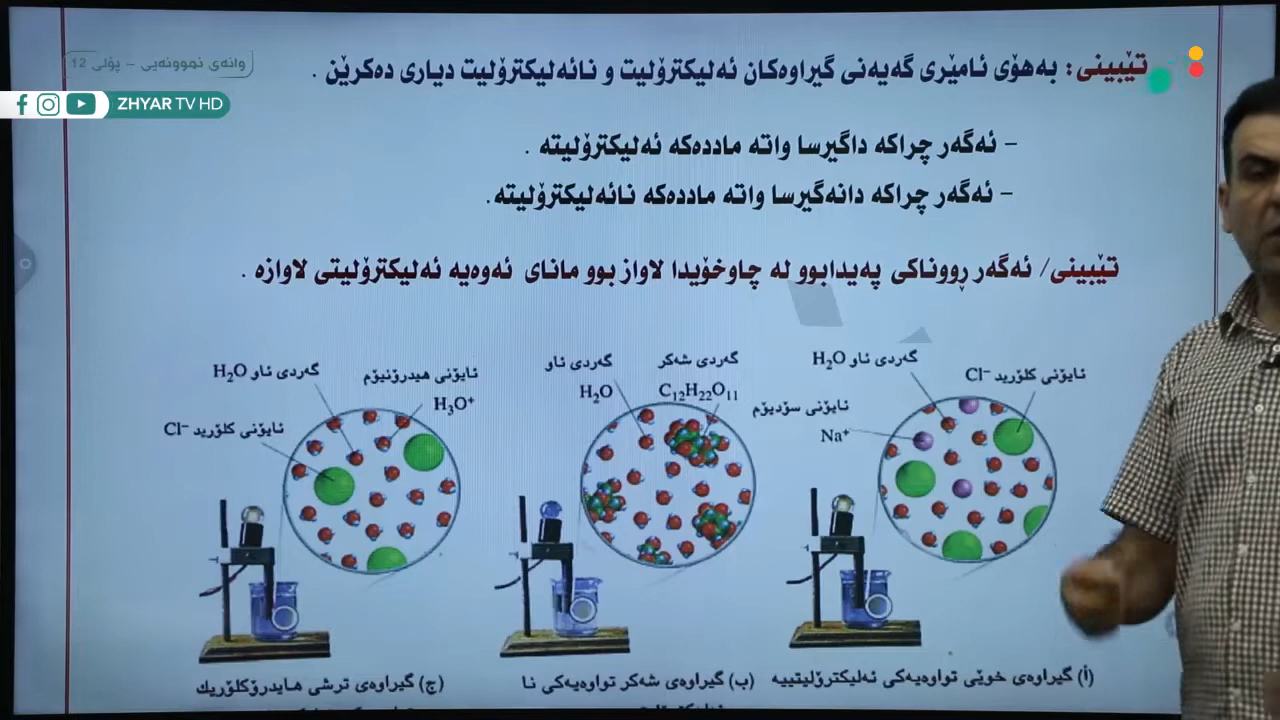 وانەی نموونەیی - پۆلی 12
ZHYAR TV HD
تێبینی: بەهۆی ئامێری گەیەنی گیراوەکان ئەلیکترۆلیت و نائەلیکترۆلیت دیاری دەکرێن .
- ئەگەر چراکە داگیرسا واتە ماددەکە ئەلیکترۆلیتە .
- ئەگەر چراکە دانەگیرسا واتە ماددەکە نائەلیکترۆلیتە.
تێبینی/ ئەگەر ڕووناکی پەیدابوو لە چاوخۆیدا لاواز بوو مانای ئەوەیە ئەلیکترۆلیتی لاوازە .
گەردی ئاو H₂O
ئایۆنی کلۆرید Cl⁻
ئایۆنی سۆدیۆم
Na⁺
گەردی شەکر
C₁₂H₂₂O₁₁
گەردی ئاو
H₂O
ئایۆنی هیدرۆنیۆم
H₃O⁺
گەردی ئاو H₂O
ئایۆنی کلۆرید Cl⁻
(أ) گیراوەی خوێی تواوەیەکی ئەلیکترۆلیتییە
(ب) گیراوەی شەکر تواوەیەکی نا
(ج) گیراوەی ترشی هایدرۆکلۆریك